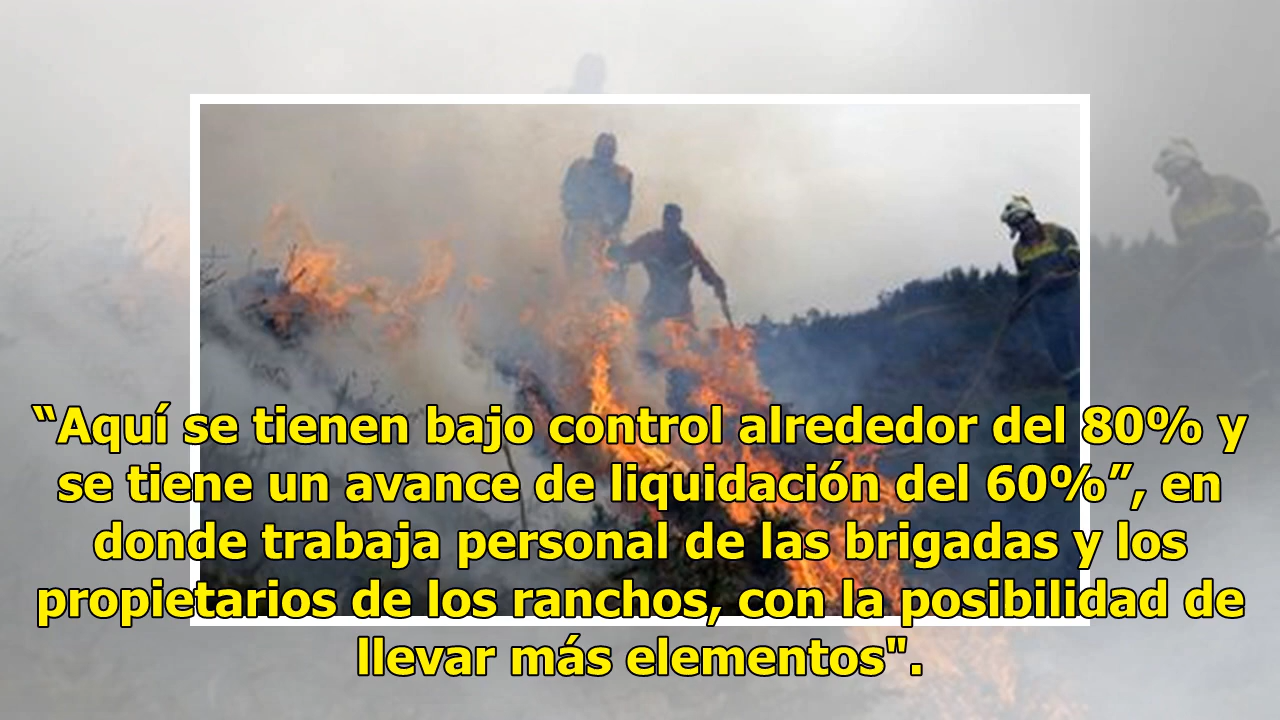 “Aquí se tienen bajo control alrededor del 80% y
se tiene un avance de liquidación del 60%”, en
donde trabaja personal de las brigadas y los
propietarios de los ranchos, con la posibilidad de
llevar más elementos".